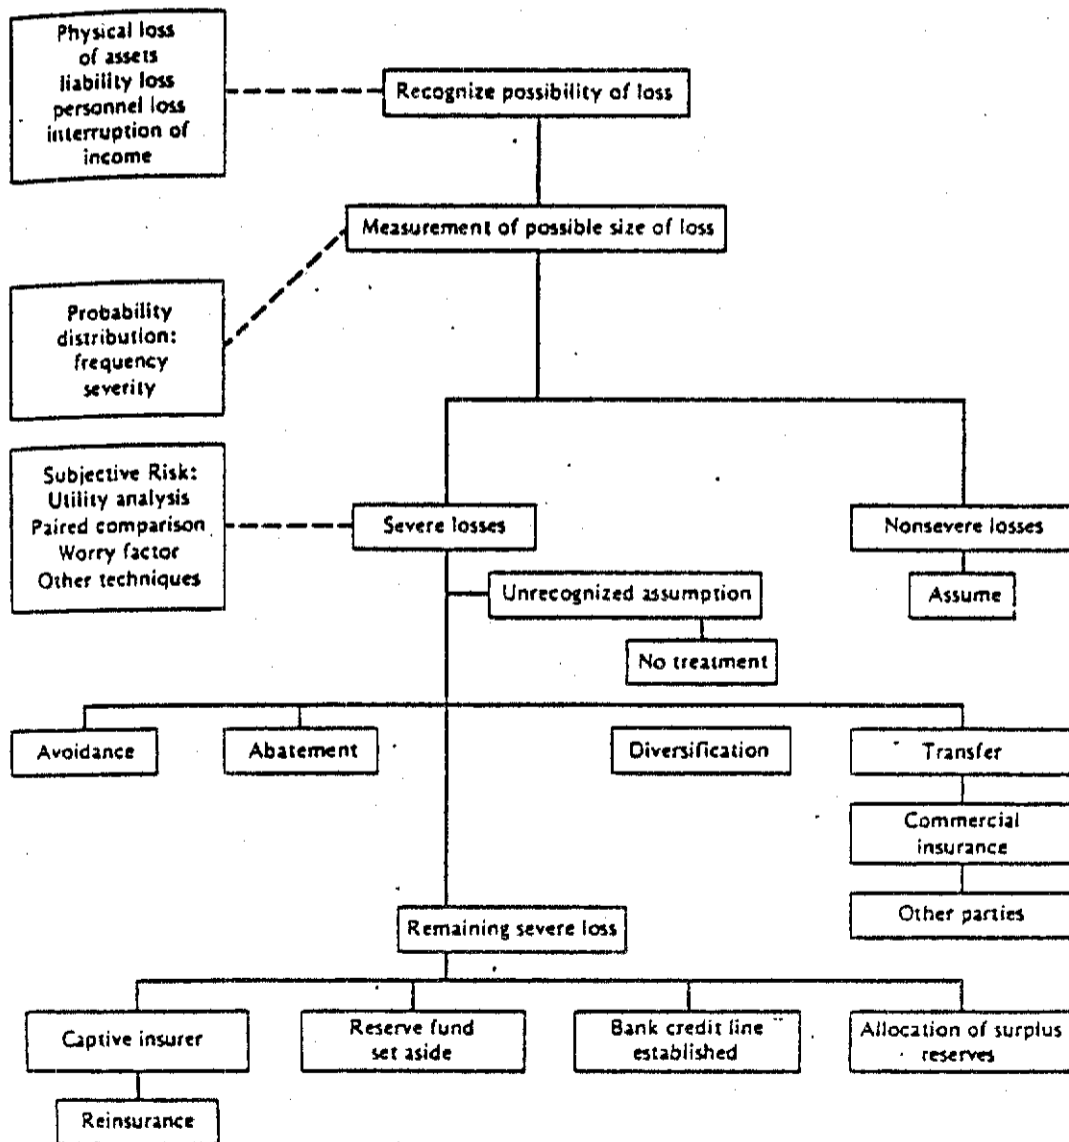 Physical loss
of assets
liability loss
personnel loss
interruption of
income
Recognize possibility of loss
Measurement of possible size of loss
Probability
distribution:
frequency
severity
Subjective Risk:
Utility analysis
Paired comparison
Worry factor
Other techniques
Severe losses
Nonsevere losses
Unrecognized assumption
Assume
No treatment
Avoidance
Abatement
Diversification
Transfer
Commercial
insurance
Other parties
Remaining severe loss
Captive insurer
Reserve fund
set aside
Bank credit line
established
Allocation of surplus
reserves
Reinsurance